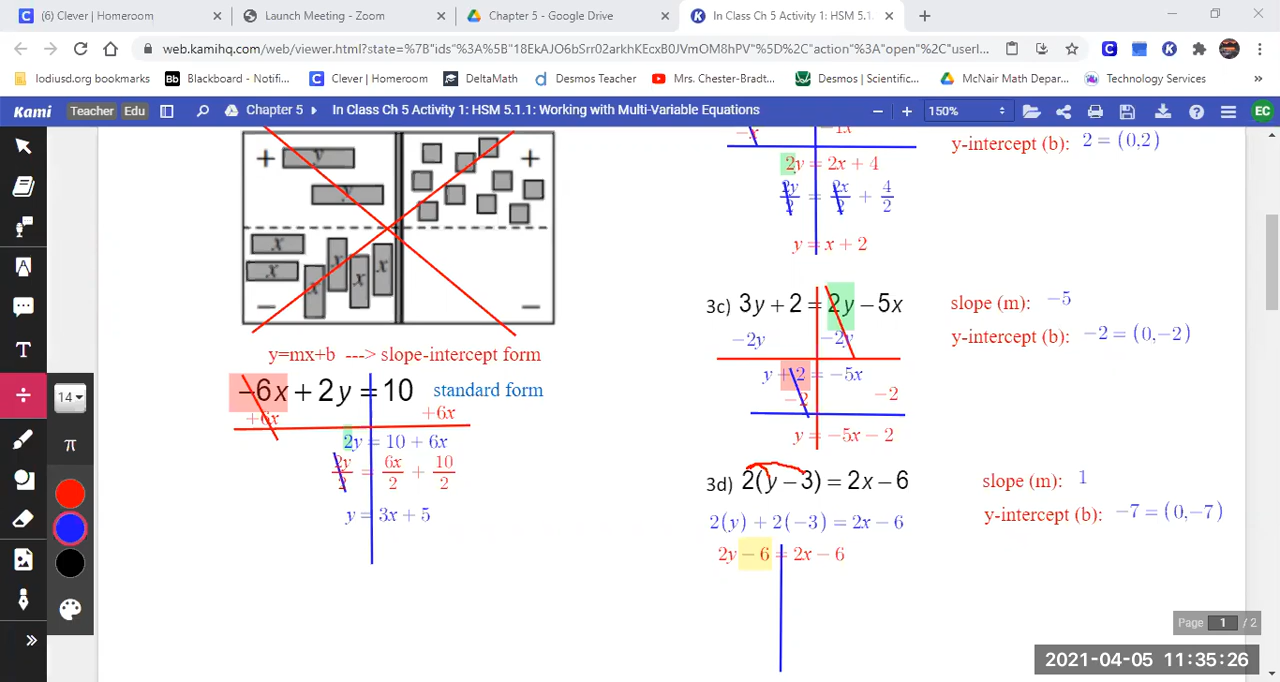 (6) Clever | Homeroom
Launch Meeting - Zoom
Chapter 5 - Google Drive
In Class Ch 5 Activity 1: HSM 5.1.
web.kamihq.com/web/viewer.html?state=%7B"ids"%3A%5B"18EkAJO6bSrr02arkhKEcxB0JVmOM8hPV"%5D%2C"action"%3A"open"%2C"userI...
lodiusd.org bookmarks
Blackboard - Notifi...
Clever | Homeroom
DeltaMath
Desmos Teacher
Mrs. Chester-Bradt...
Desmos | Scientific...
McNair Math Depar...
Technology Services
»
Kami Teacher Edu
Chapter 5
In Class Ch 5 Activity 1: HSM 5.1.1: Working with Multi-Variable Equations
150%
EC
+ y +
y
x x x x
x x
− −
y=mx+b ---> slope-intercept form
−6x + 2y = 10 standard form
+6x +6x
2y = 10 + 6x
2y/2 = 6x/2 + 10/2
y = 3x + 5
−x −1x
2y = 2x + 4
2y/2 = 2x/2 + 4/2
y = x + 2
y-intercept (b): 2 = (0,2)
3c) 3y + 2 = 2y − 5x
−2y −2y
y + 2 = −5x
−2 −2
y = −5x − 2
slope (m): −5
y-intercept (b): −2 = (0,−2)
3d) 2(y − 3) = 2x − 6
2(y) + 2(−3) = 2x − 6
2y − 6 = 2x − 6
slope (m): 1
y-intercept (b): −7 = (0,−7)
14
π
T
Page 1 / 2
2021-04-05 11:35:26